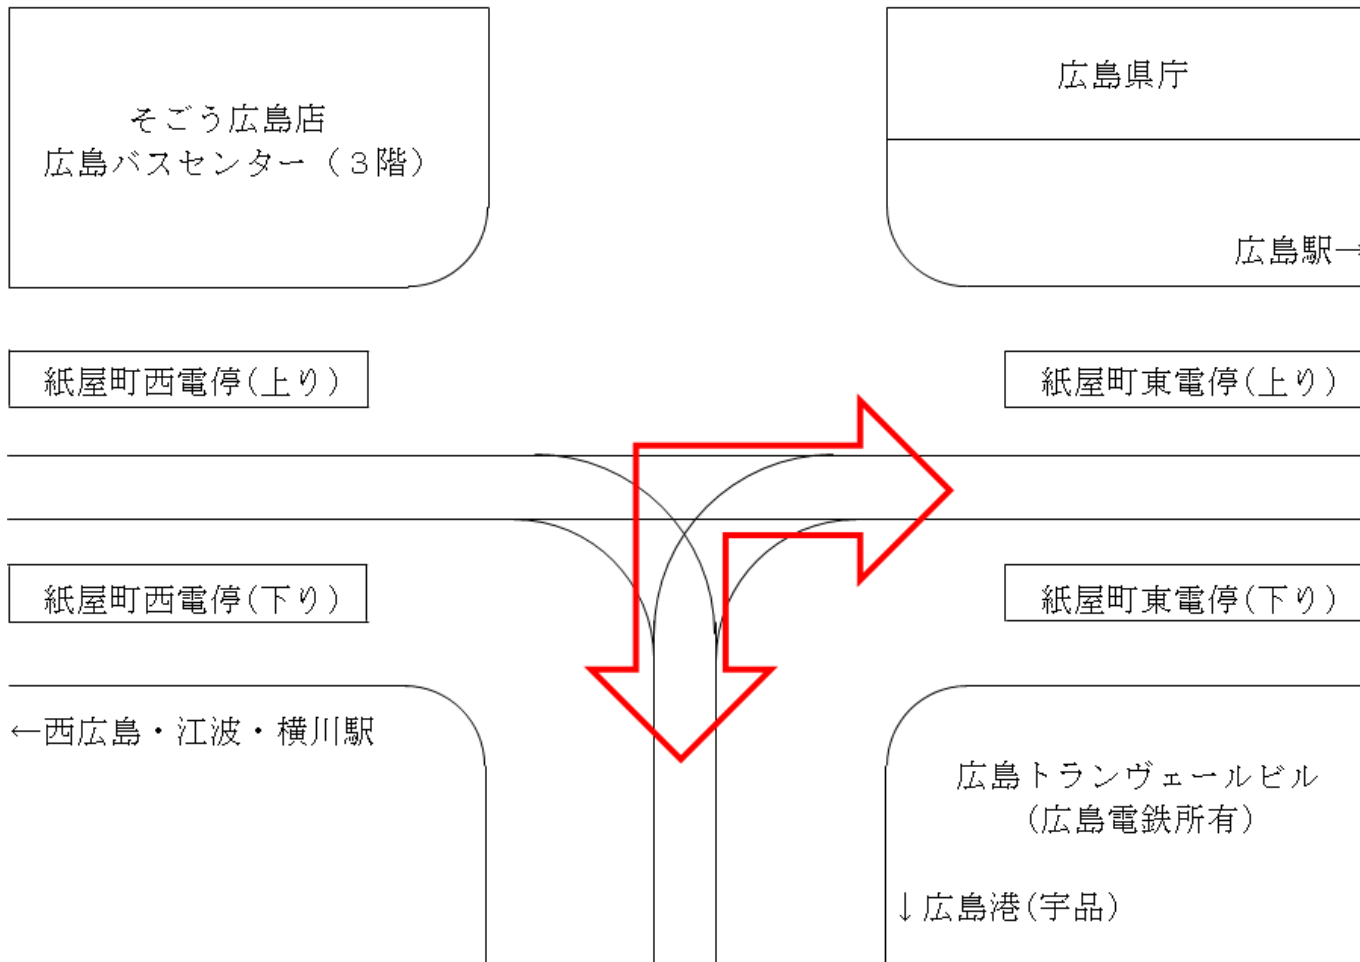 そごう広島店
広島バスセンター（３階）
広島県庁
広島駅→
紙屋町西電停(上り)
紙屋町東電停(上り)
紙屋町西電停(下り)
紙屋町東電停(下り)
←西広島・江波・横川駅
広島トランヴェールビル
(広島電鉄所有)
↓広島港(宇品)